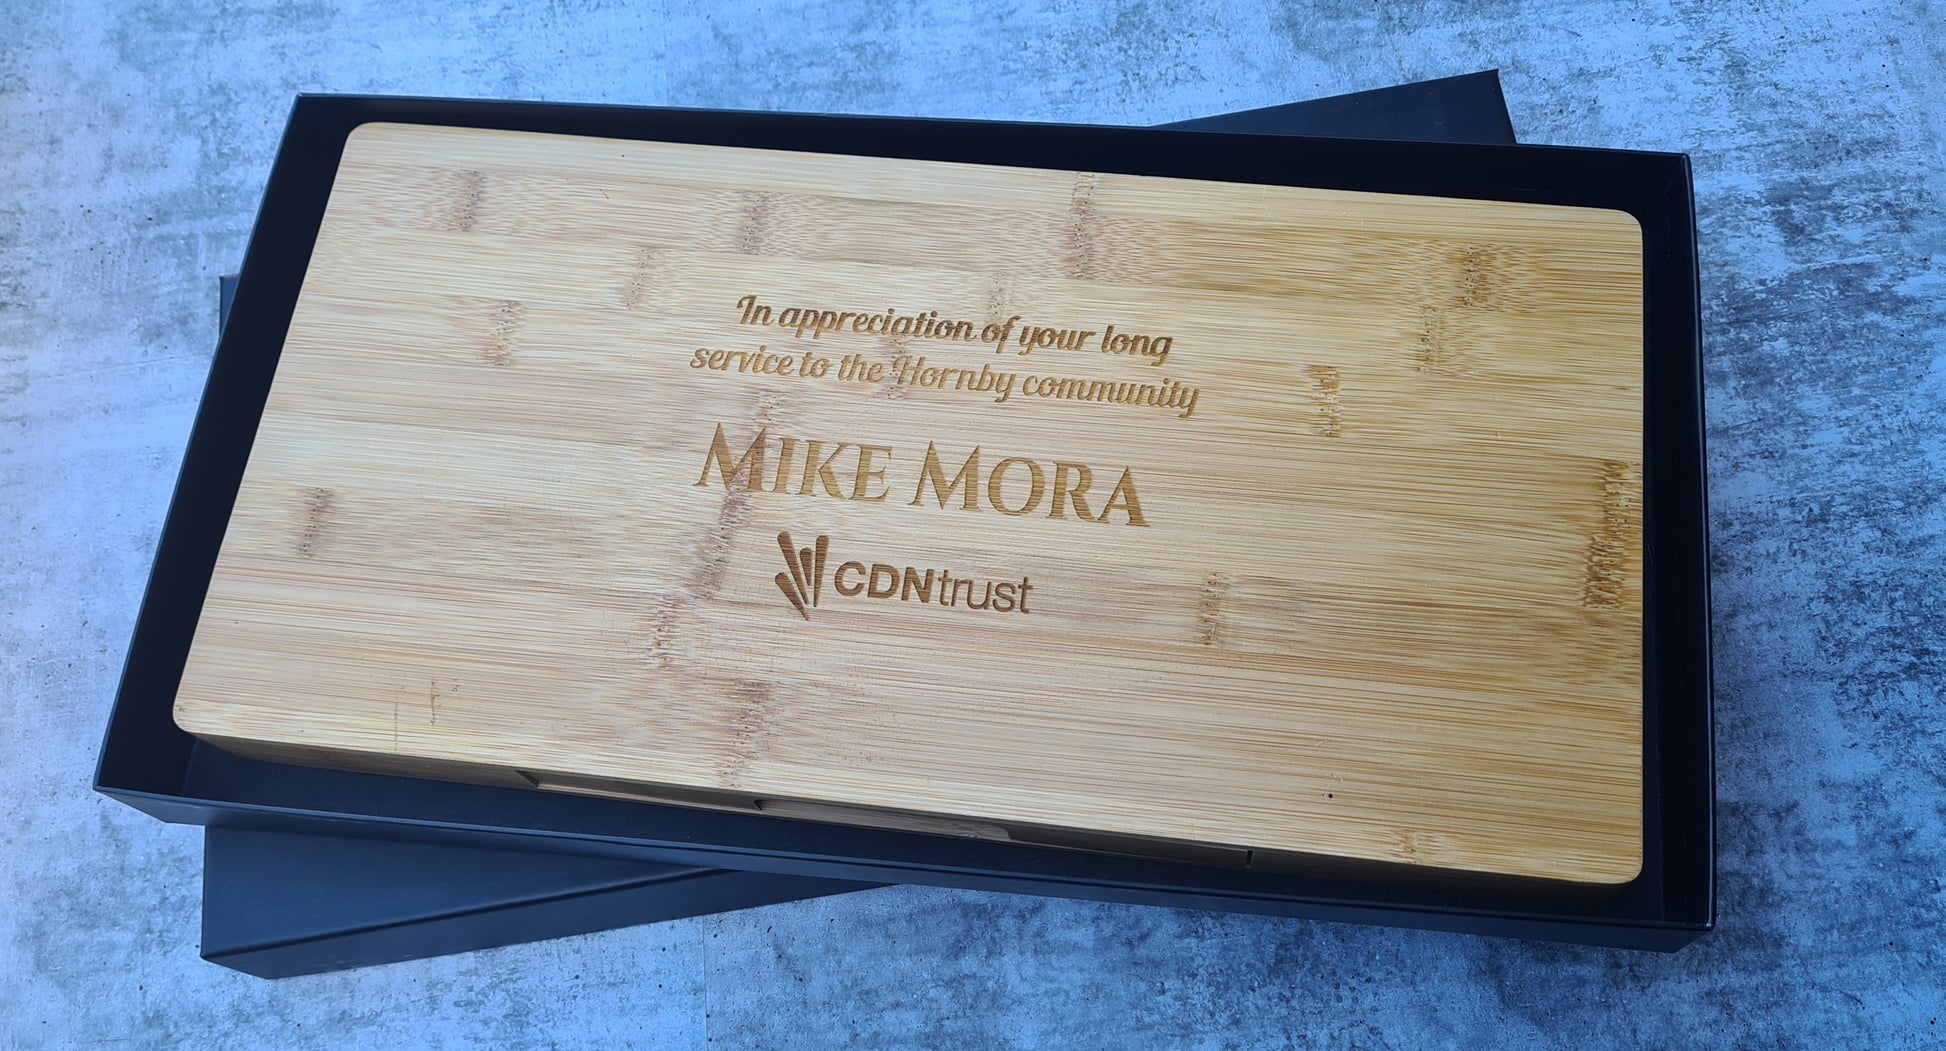 In appreciation of your long
service to the Hornby community
MIKE MORA
CDNtrust